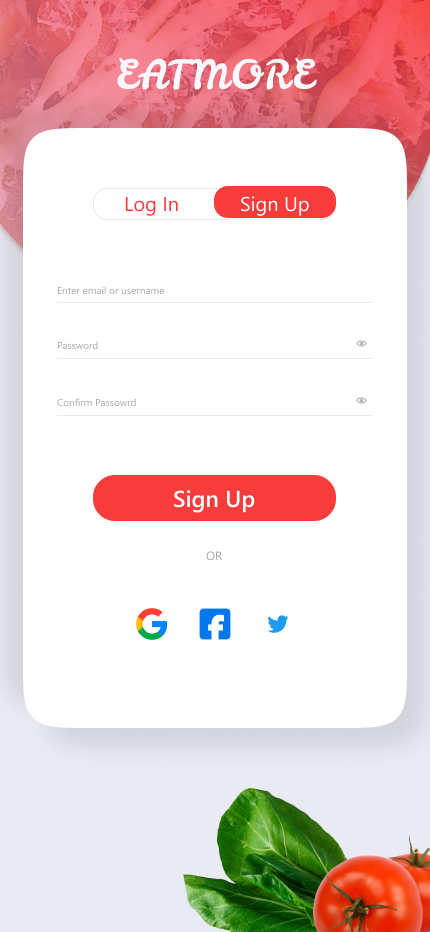 EATMORE
Log In
Sign Up
Enter email or username
Password
Confirm Passowrd
Sign Up
OR